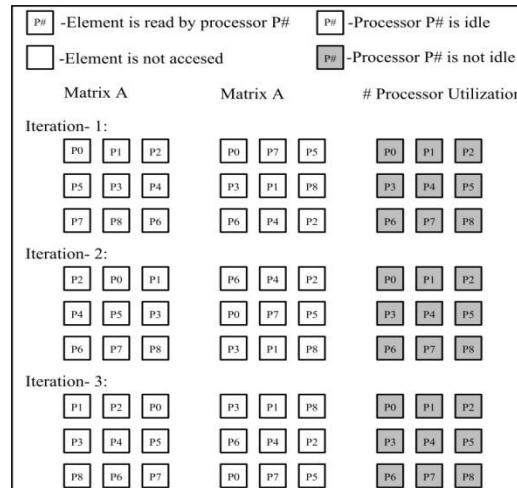 P# -Element is read by processor P# P# -Processor P# is idle
-Element is not accesed P# -Processor P# is not idle
Matrix A Matrix A # Processor Utilization
Iteration- 1:
P0 P1 P2 P0 P7 P5 P0 P1 P2
P5 P3 P4 P3 P1 P8 P3 P4 P5
P7 P8 P6 P6 P4 P2 P6 P7 P8
Iteration- 2:
P2 P0 P1 P6 P4 P2 P0 P1 P2
P4 P5 P3 P0 P7 P5 P3 P4 P5
P6 P7 P8 P3 P1 P8 P6 P7 P8
Iteration- 3:
P1 P2 P0 P3 P1 P8 P0 P1 P2
P3 P4 P5 P6 P4 P2 P3 P4 P5
P8 P6 P7 P0 P7 P5 P6 P7 P8